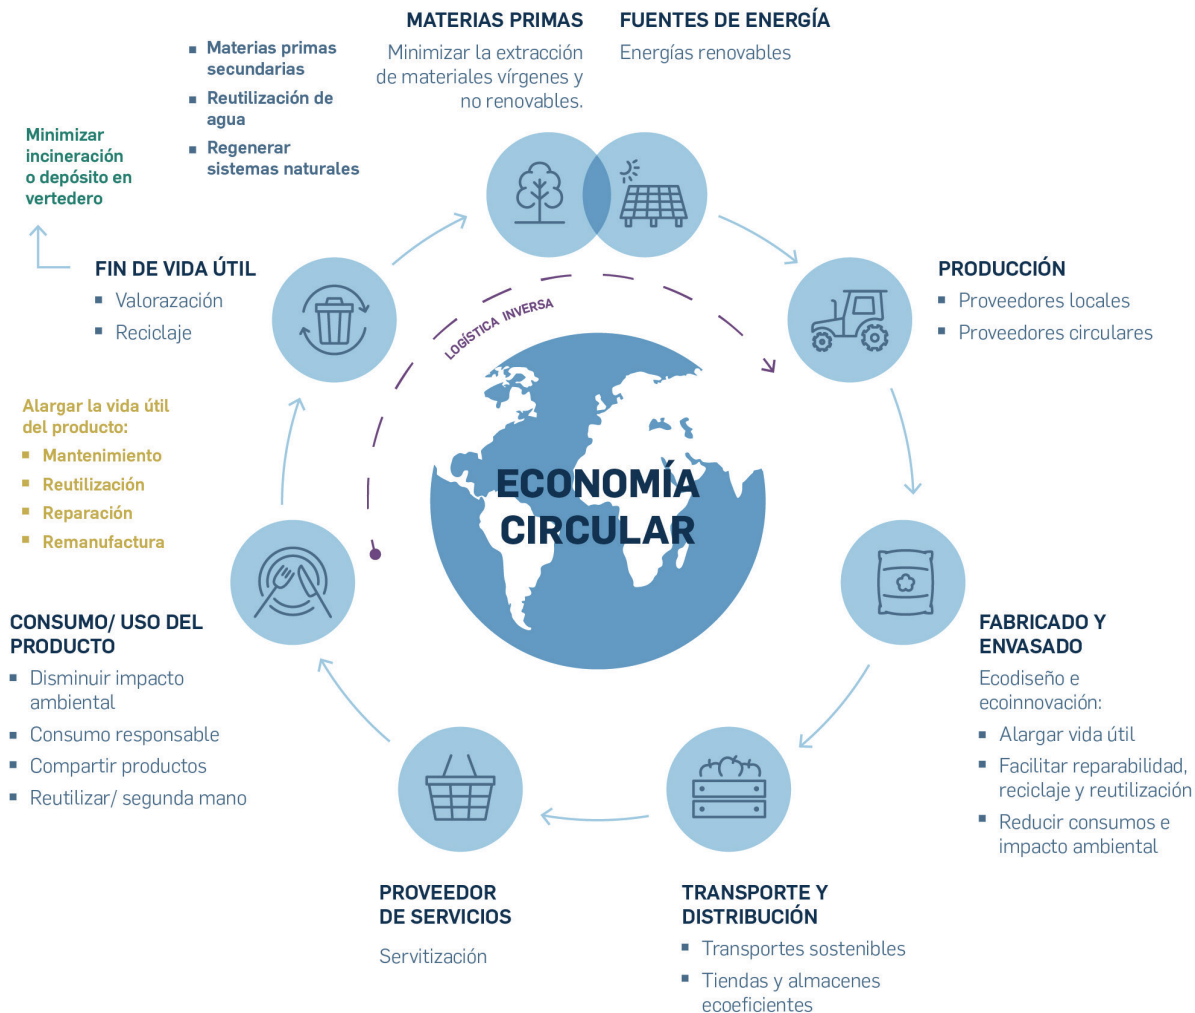 MATERIAS PRIMAS
Minimizar la extracción
de materiales vírgenes y
no renovables.
FUENTES DE ENERGÍA
Energías renovables
Materias primas
secundarias
Reutilización de
agua
Regenerar
sistemas naturales
Minimizar
incineración
o depósito en
vertedero
FIN DE VIDA ÚTIL
Valorazación
Reciclaje
LOGÍSTICA INVERSA
PRODUCCIÓN
Proveedores locales
Proveedores circulares
Alargar la vida útil
del producto:
Mantenimiento
Reutilización
Reparación
Remanufactura
ECONOMÍA
CIRCULAR
CONSUMO/ USO DEL
PRODUCTO
Disminuir impacto
ambiental
Consumo responsable
Compartir productos
Reutilizar/ segunda mano
FABRICADO Y
ENVASADO
Ecodiseño e
ecoinnovación:
Alargar vida útil
Facilitar reparabilidad,
reciclaje y reutilización
Reducir consumos e
impacto ambiental
PROVEEDOR
DE SERVICIOS
Servitización
TRANSPORTE Y
DISTRIBUCIÓN
Transportes sostenibles
Tiendas y almacenes
ecoeficientes